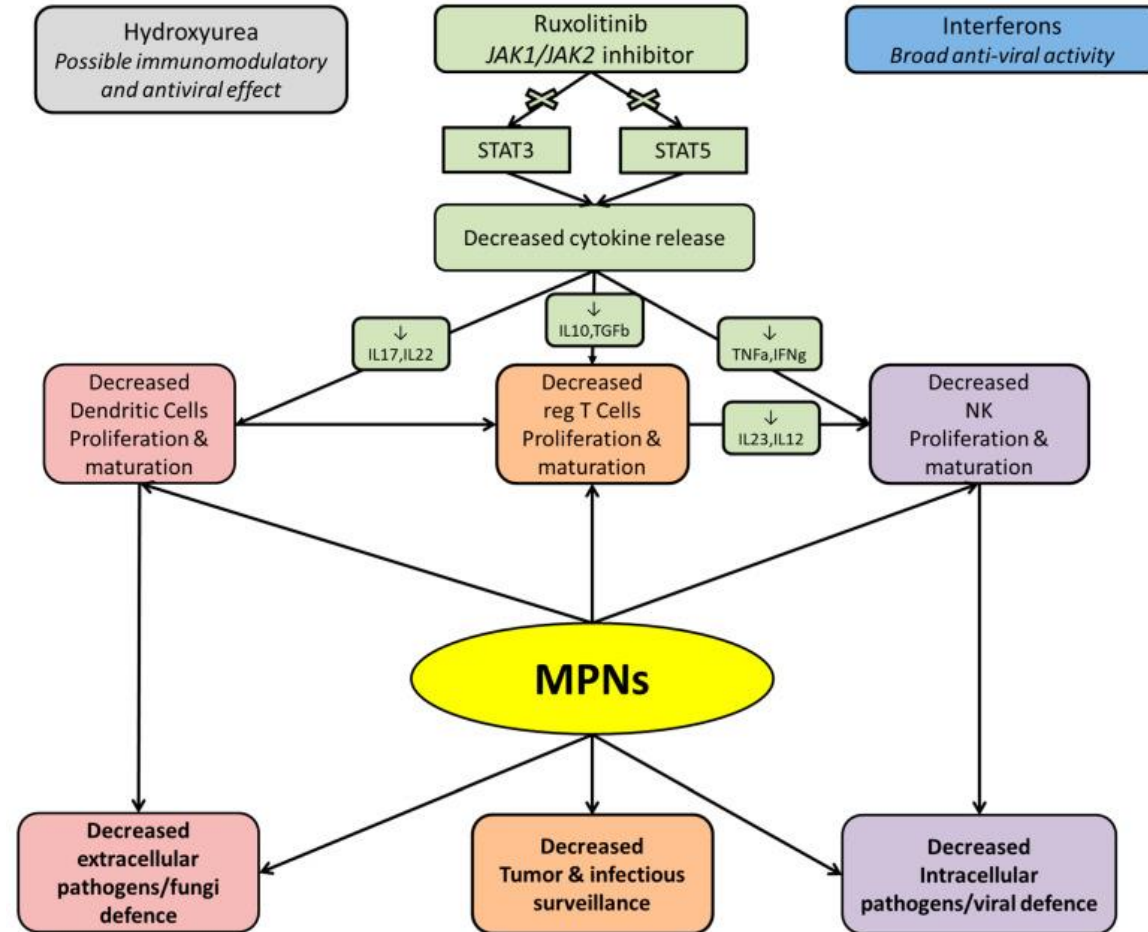 Hydroxyurea
Possible immunomodulatory
and antiviral effect
Ruxolitinib
JAK1/JAK2 inhibitor
Interferons
Broad anti-viral activity
STAT3
STAT5
Decreased cytokine release
↓
IL17,IL22
↓
IL10,TGFb
↓
TNFa,IFNg
Decreased
Dendritic Cells
Proliferation &
maturation
Decreased
reg T Cells
Proliferation &
maturation
↓
IL23,IL12
Decreased
NK
Proliferation &
maturation
MPNs
Decreased
extracellular
pathogens/fungi
defence
Decreased
Tumor & infectious
surveillance
Decreased
Intracellular
pathogens/viral defence